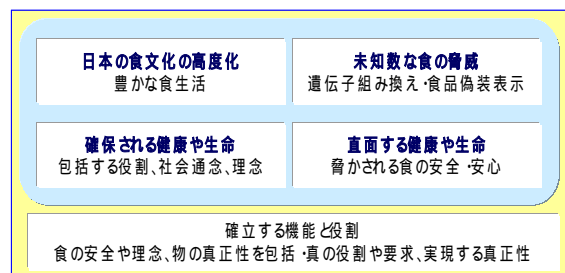 日本の食文化の高度化
豊かな食生活
未知数な食の脅威
遺伝子組み換え・食品偽装表示
確保される健康や生命
包括する役割、社会通念、理念
直面する健康や生命
脅かされる食の安全・安心
確立する機能と役割
食の安全や理念、物の真正性を包括・真の役割や要求、実現する真正性